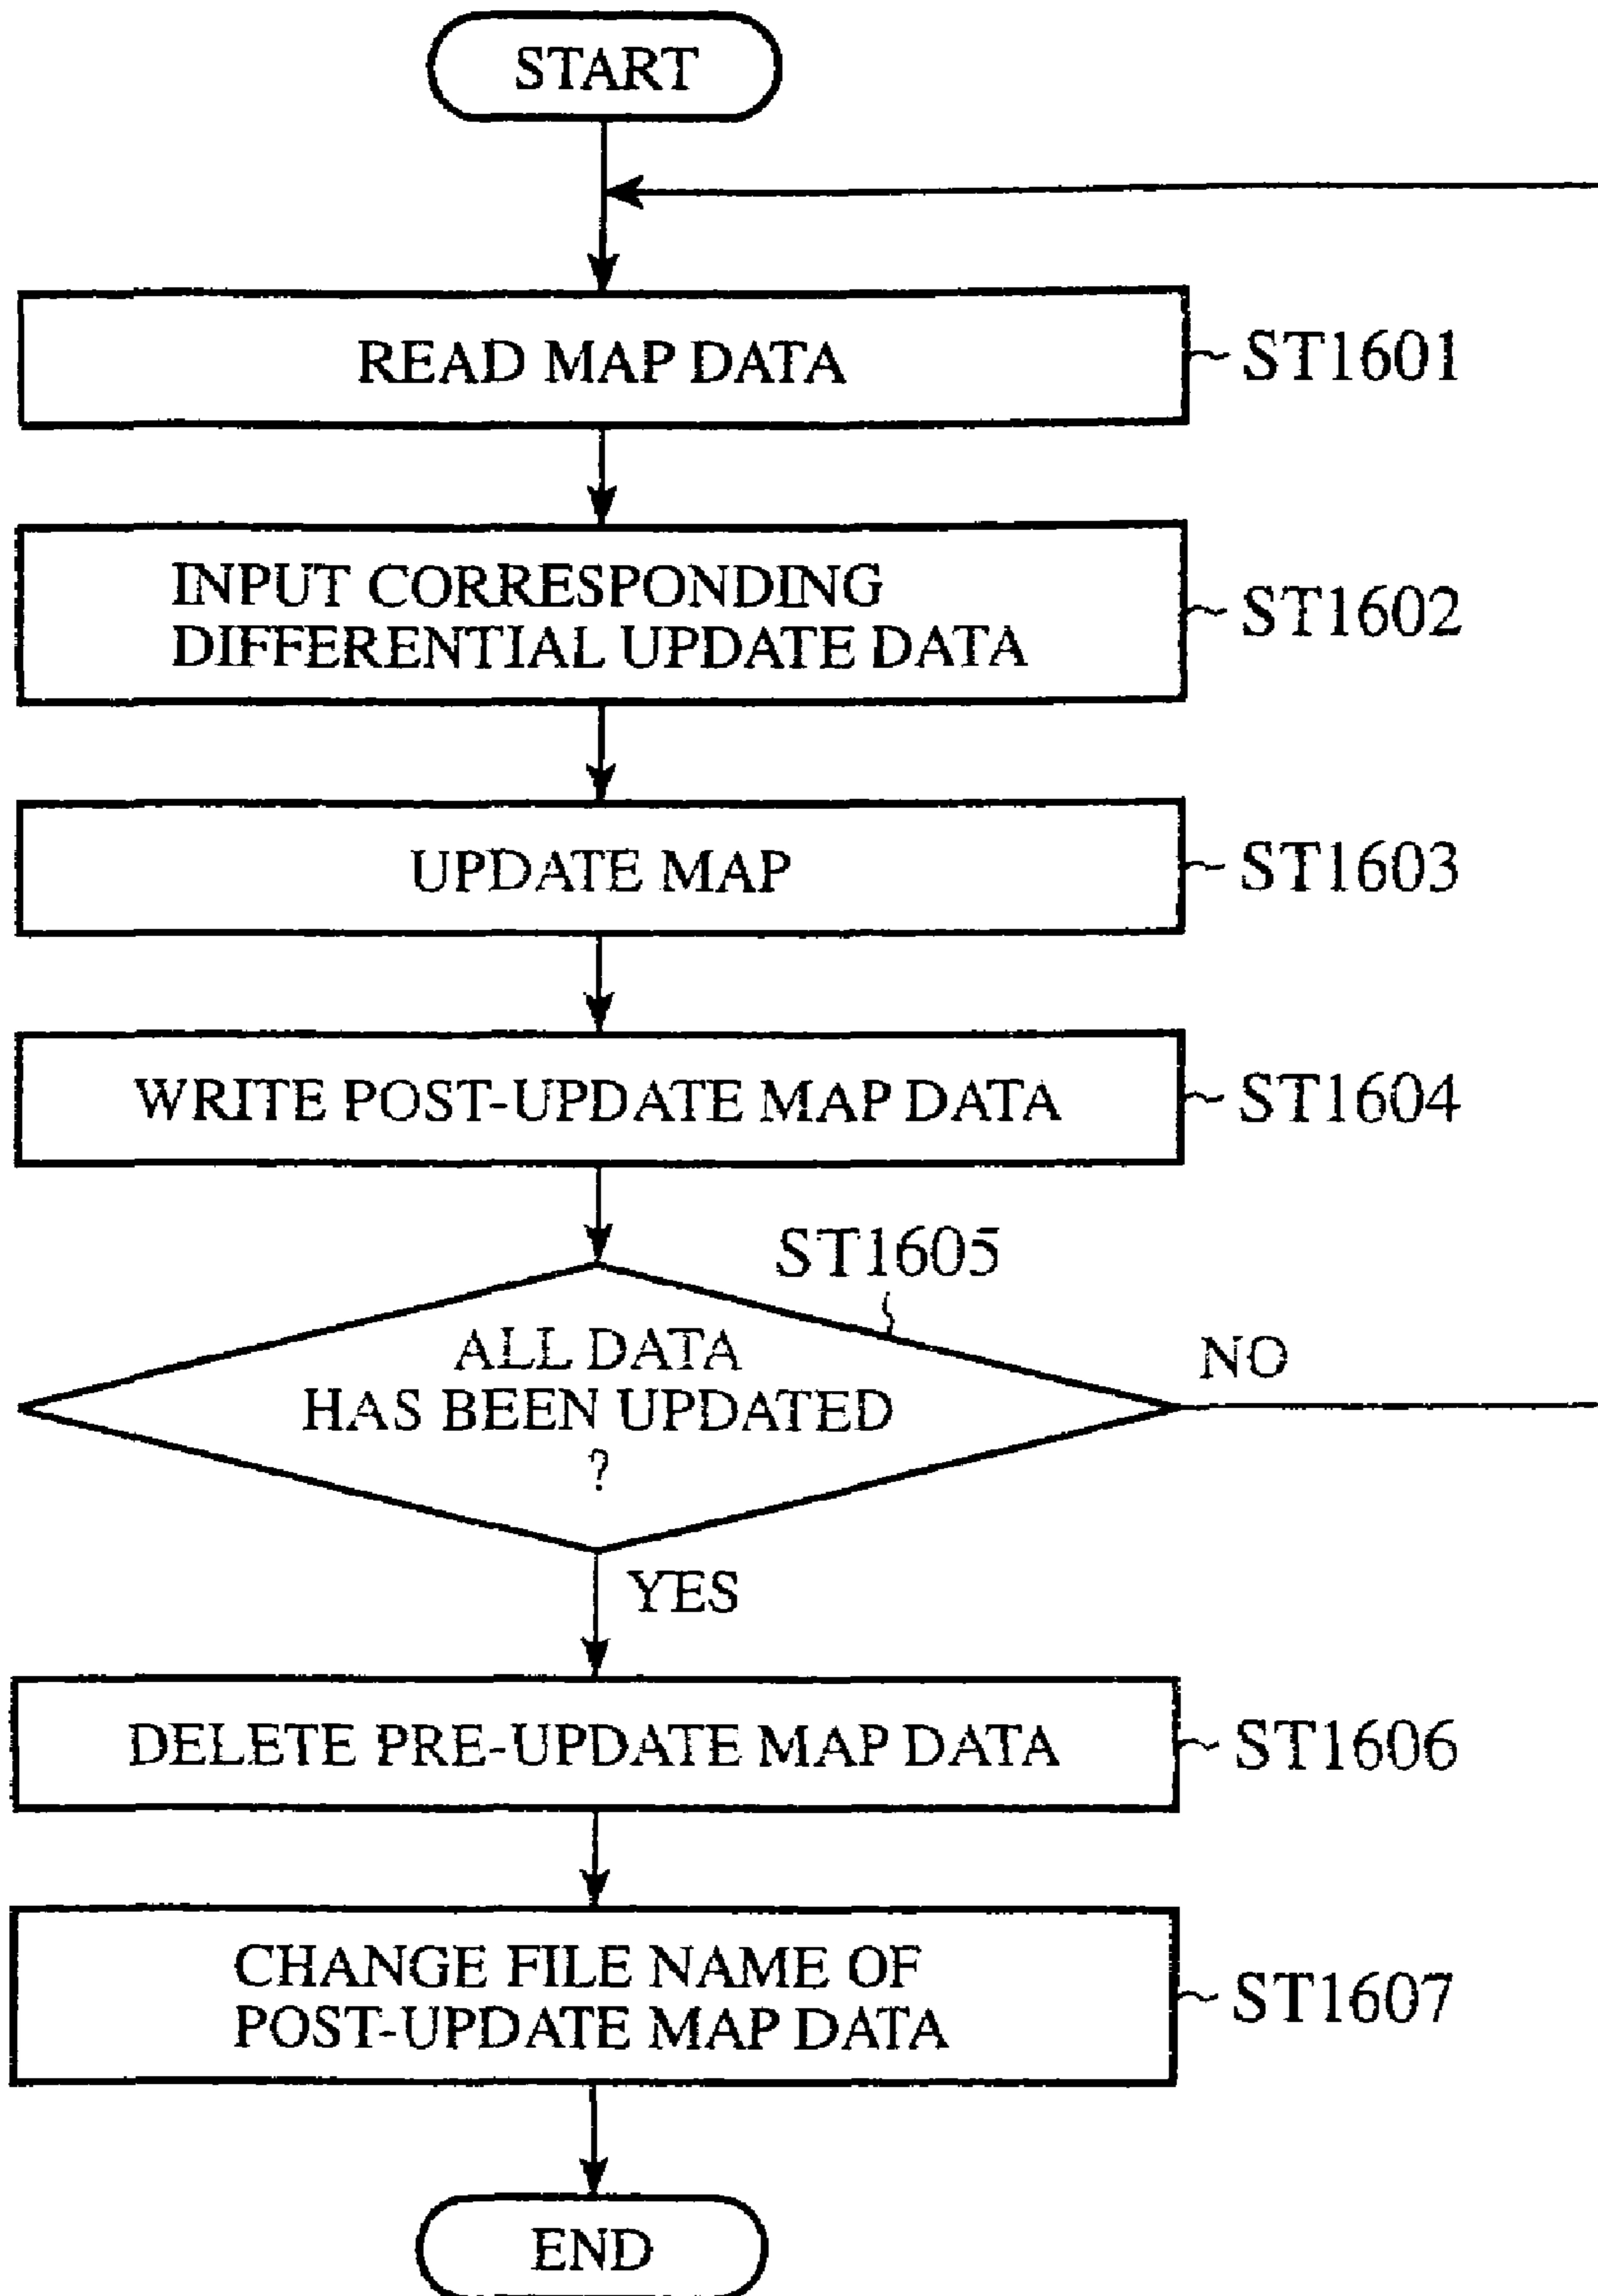 START
READ MAP DATA
ST1601
INPUT CORRESPONDING
DIFFERENTIAL UPDATE DATA
ST1602
UPDATE MAP
ST1603
WRITE POST-UPDATE MAP DATA
ST1604
ST1605
ALL DATA
HAS BEEN UPDATED
?
NO
YES
DELETE PRE-UPDATE MAP DATA
ST1606
CHANGE FILE NAME OF
POST-UPDATE MAP DATA
ST1607
END